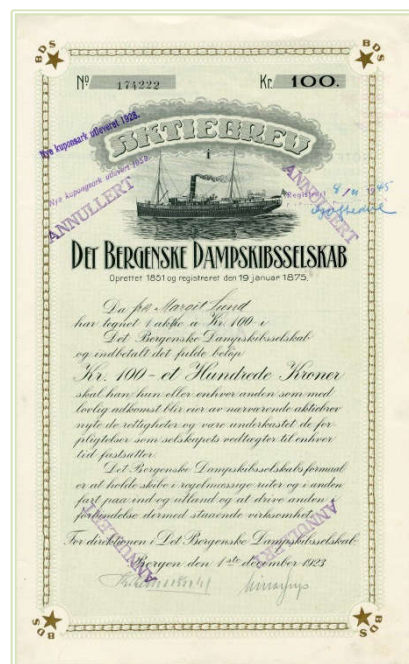 BDS BDS
No 174222 Kr. 100.
Nye kuponark utleveret 1928.
AKTIEBREV
Nye kupongark utlevert 1938.
ANNULLERT
ANNULLERT
DET BERGENSKE DAMPSKIBSSELSKAB
Oprettet 1851 og registreret den 19 januar 1875.
Da frk Margit Lund
har tegnet 1 aktie a Kr. 100 i
Det Bergenske Dampskibsselskab
og indbetalt det fulde beløp
Kr. 100 - et Hundrede Kroner
skal han hun eller enhver anden som med
lovlig adkomst blir eier av nærværende aktiebrev
nyte de rettigheter og være underkastet de for-
pligtelser som selskapets vedtægter til enhver
tid fastsætter.
Det Bergenske Dampskibsselskabs formaal
er at holde skibe i regelmæssige ruter og i anden
fart paa ind og utland og at drive anden i
forbindelse dermed staaende virksomhet.
ANNULLERT
ANNULLERT
For direktionen i Det Bergenske Dampskibsselskab
Bergen den 1ste december 1923
BDS BDS